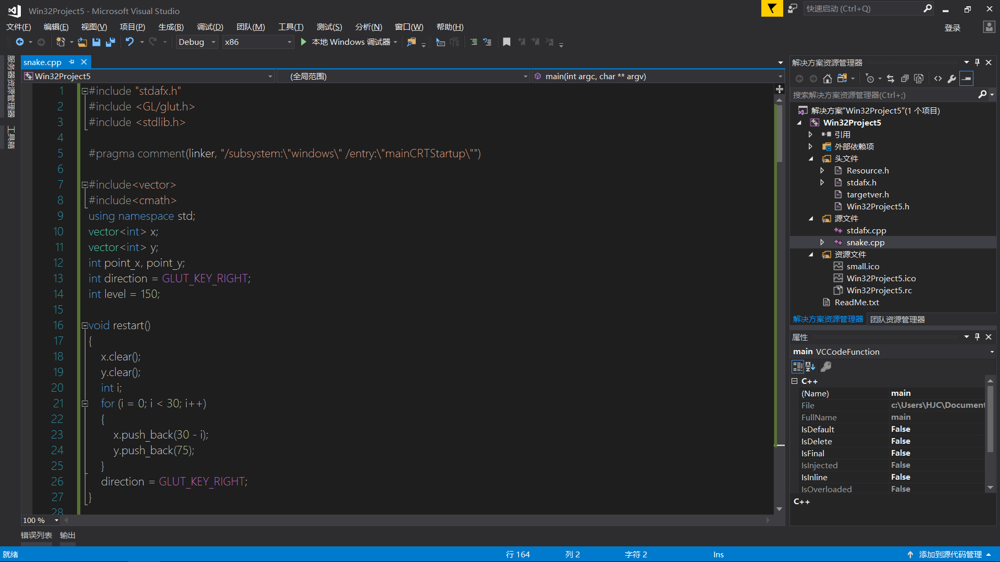 Win32Project5 - Microsoft Visual Studio
快速启动 (Ctrl+Q)
文件(F) 编辑(E) 视图(V) 项目(P) 生成(B) 调试(D) 团队(M) 工具(T) 测试(S) 分析(N) 窗口(W) 帮助(H)
登录
Debug x86 本地 Windows 调试器
服务器资源管理器
工具箱
snake.cpp
Win32Project5 (全局范围) main(int argc, char ** argv)
1 #include "stdafx.h"
2 #include <GL/glut.h>
3 #include <stdlib.h>
4
5 #pragma comment(linker, "/subsystem:\"windows\" /entry:\"mainCRTStartup\"")
6
7 #include<vector>
8 #include<cmath>
9 using namespace std;
10 vector<int> x;
11 vector<int> y;
12 int point_x, point_y;
13 int direction = GLUT_KEY_RIGHT;
14 int level = 150;
15
16 void restart()
17 {
18 x.clear();
19 y.clear();
20 int i;
21 for (i = 0; i < 30; i++)
22 {
23 x.push_back(30 - i);
24 y.push_back(75);
25 }
26 direction = GLUT_KEY_RIGHT;
27 }
28
100 %
错误列表 输出
解决方案资源管理器
搜索解决方案资源管理器(Ctrl+;)
解决方案"Win32Project5"(1 个项目)
Win32Project5
引用
外部依赖项
头文件
Resource.h
stdafx.h
targetver.h
Win32Project5.h
源文件
stdafx.cpp
snake.cpp
资源文件
small.ico
Win32Project5.ico
Win32Project5.rc
ReadMe.txt
解决方案资源管理器 团队资源管理器
属性
main VCCodeFunction
C++
(Name) main
File c:\Users\HJC\Document
FullName main
IsDefault False
IsDelete False
IsFinal False
IsInjected False
IsInline False
IsOverloaded False
C++
就绪 行 164 列 2 字符 2 Ins 添加到源代码管理